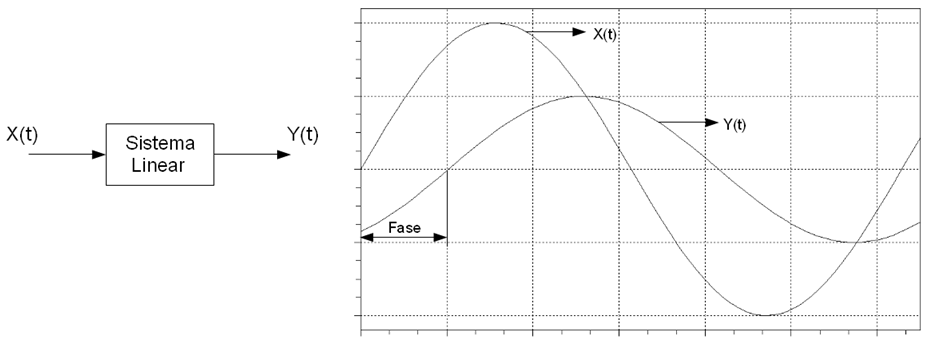 X(t)
Sistema
Linear
Y(t)
X(t)
Y(t)
Fase